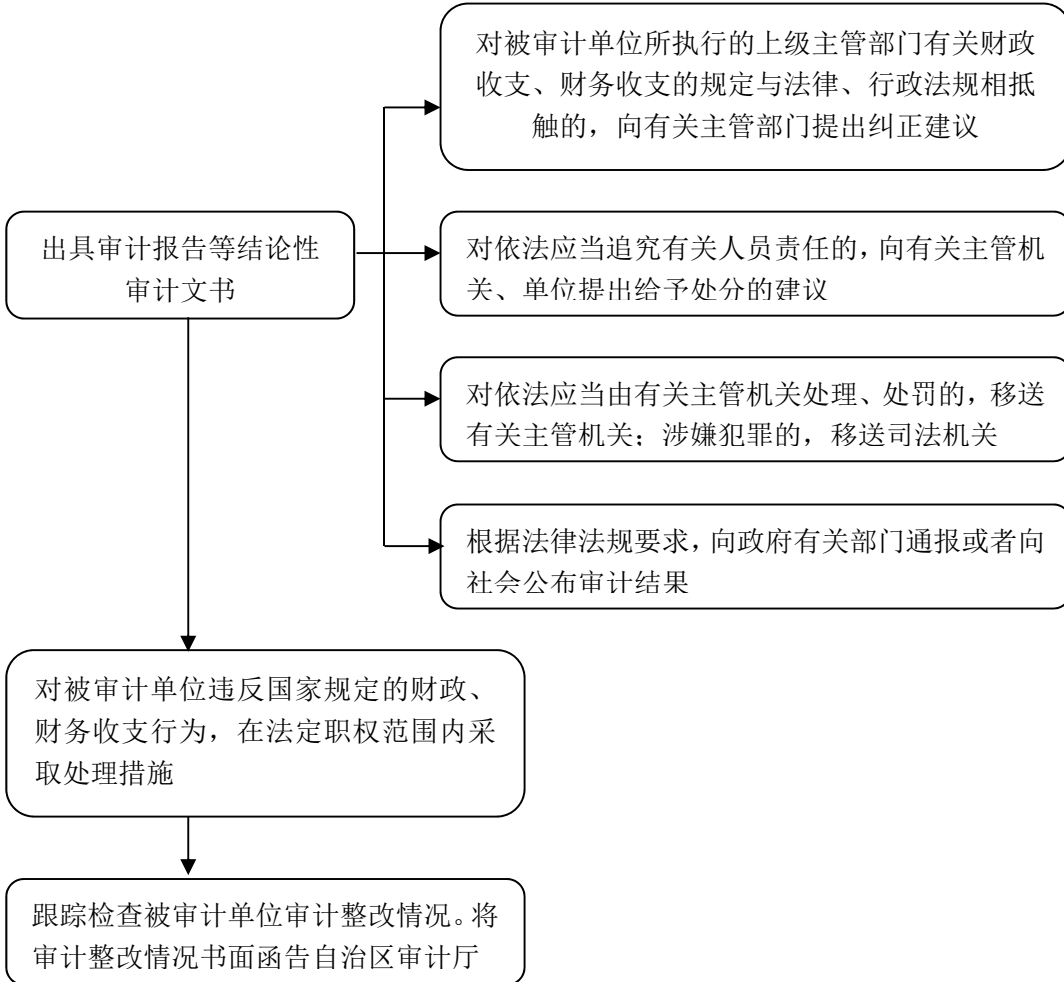 对被审计单位所执行的上级主管部门有关财政
收支、财务收支的规定与法律、行政法规相抵
触的，向有关主管部门提出纠正建议
出具审计报告等结论性
审计文书
对依法应当追究有关人员责任的，向有关主管机
关、单位提出给予处分的建议
对依法应当由有关主管机关处理、处罚的，移送
有关主管机关；涉嫌犯罪的，移送司法机关
根据法律法规要求，向政府有关部门通报或者向
社会公布审计结果
对被审计单位违反国家规定的财政、
财务收支行为，在法定职权范围内采
取处理措施
跟踪检查被审计单位审计整改情况。将
审计整改情况书面函告自治区审计厅